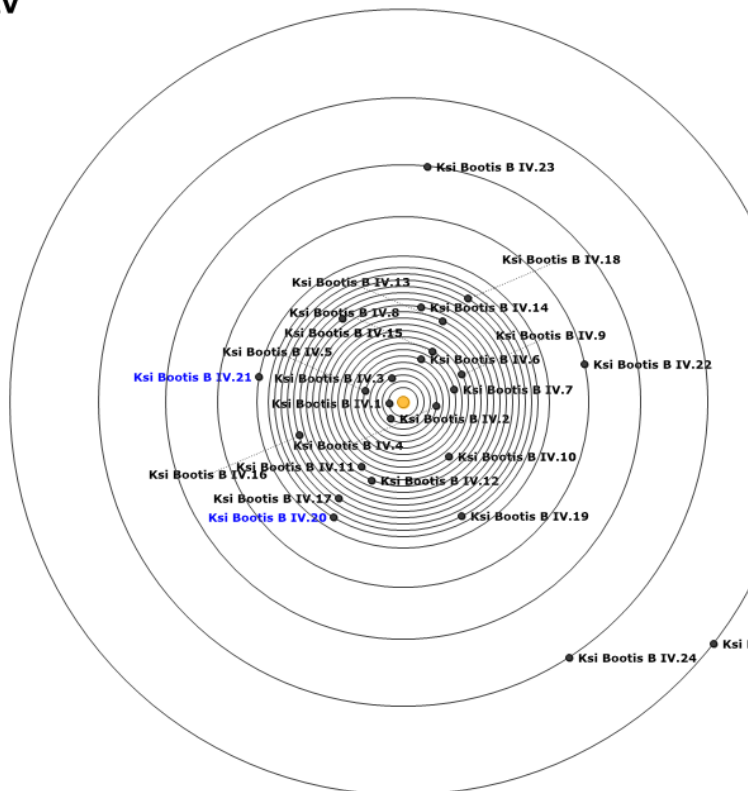 Ksi Bootis B IV.23
Ksi Bootis B IV.18
Ksi Bootis B IV.13
Ksi Bootis B IV.14
Ksi Bootis B IV.8
Ksi Bootis B IV.15
Ksi Bootis B IV.9
Ksi Bootis B IV.5
Ksi Bootis B IV.6
Ksi Bootis B IV.22
Ksi Bootis B IV.21
Ksi Bootis B IV.3
Ksi Bootis B IV.7
Ksi Bootis B IV.1
Ksi Bootis B IV.2
Ksi Bootis B IV.4
Ksi Bootis B IV.10
Ksi Bootis B IV.11
Ksi Bootis B IV.16
Ksi Bootis B IV.12
Ksi Bootis B IV.17
Ksi Bootis B IV.20
Ksi Bootis B IV.19
Ksi
Ksi Bootis B IV.24